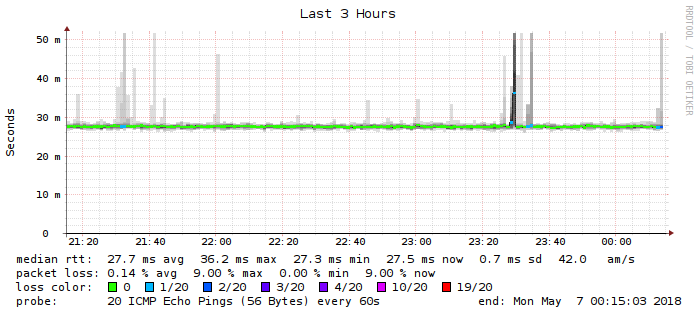 Last 3 Hours
RRDTOOL / TOBI OETIKER
Seconds
50 m
40 m
30 m
20 m
10 m
0
21:20 21:40 22:00 22:20 22:40 23:00 23:20 23:40 00:00
median rtt: 27.7 ms avg 36.2 ms max 27.3 ms min 27.5 ms now 0.7 ms sd 42.0 am/s
packet loss: 0.14 % avg 9.00 % max 0.00 % min 9.00 % now
loss color: 0 1/20 2/20 3/20 4/20 10/20 19/20
probe: 20 ICMP Echo Pings (56 Bytes) every 60s end: Mon May 7 00:15:03 2018